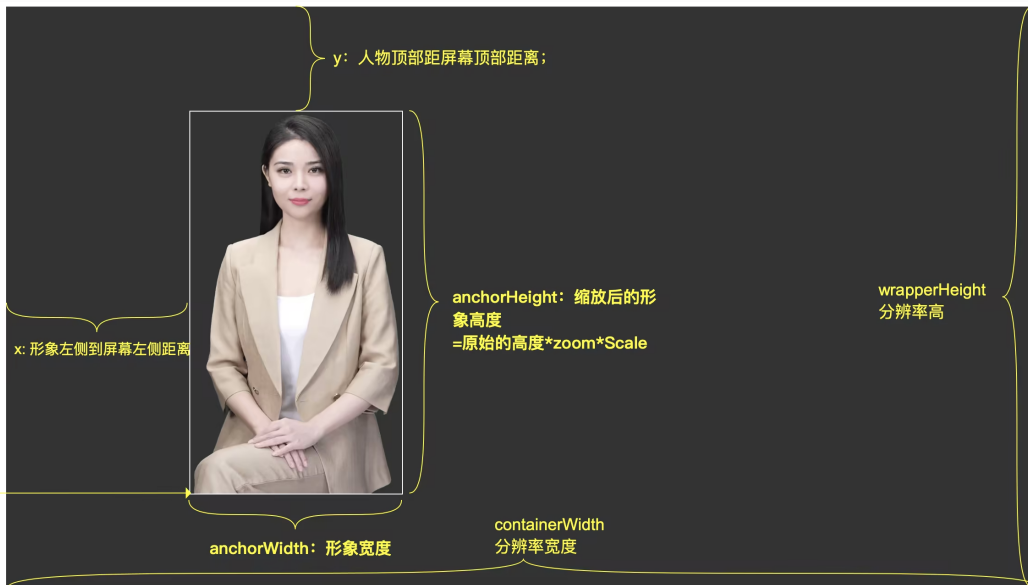 y：人物顶部距屏幕顶部距离；
wrapperHeight
分辨率高
anchorHeight：缩放后的形
象高度
=原始的高度*zoom*Scale
x: 形象左侧到屏幕左侧距离
containerWidth
分辨率宽度
anchorWidth：形象宽度